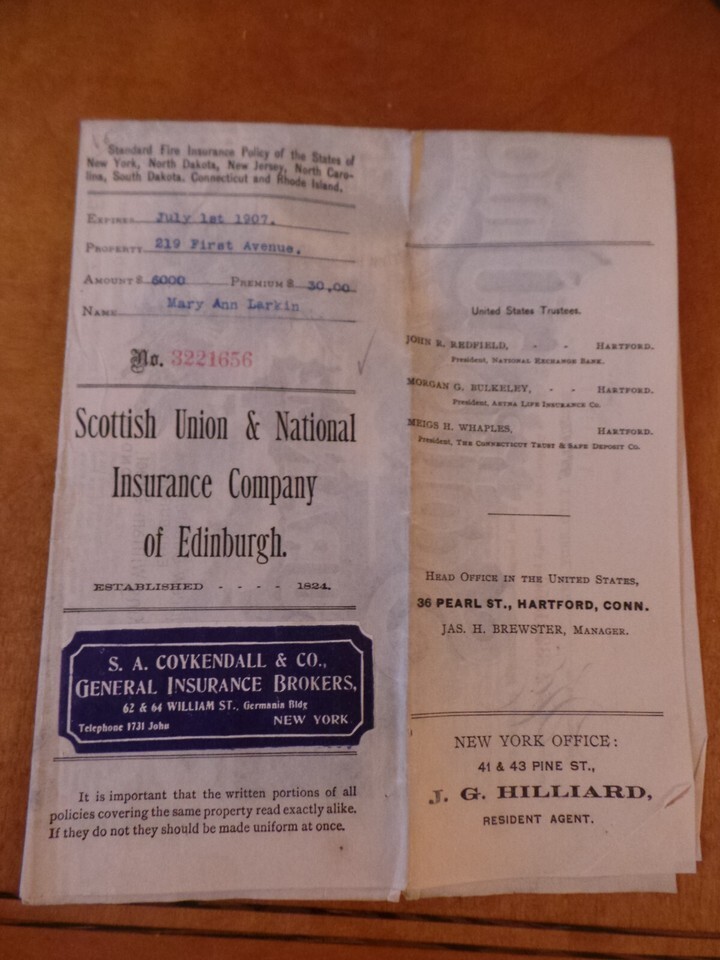 Standard Fire Insurance Policy of the States of
New York, North Dakota, New Jersey, North Caro-
lina, South Dakota, Connecticut and Rhode Island.
EXPIRES July 1st 1907.
PROPERTY 219 First Avenue.
AMOUNT $ 6000 PREMIUM $ 30.00
NAME Mary Ann Larkin
No. 3221656
Scottish Union & National
Insurance Company
of Edinburgh.
ESTABLISHED - - - - 1824.
S. A. COYKENDALL & CO.,
GENERAL INSURANCE BROKERS,
62 & 64 WILLIAM ST., Germania Bldg
Telephone 1731 John NEW YORK
It is important that the written portions of all
policies covering the same property read exactly alike.
If they do not they should be made uniform at once.
United States Trustees.
JOHN R. REDFIELD, - - HARTFORD.
President, NATIONAL EXCHANGE BANK.
MORGAN G. BULKELEY, - - HARTFORD.
President, AETNA LIFE INSURANCE Co.
MEIGS H. WHAPLES, HARTFORD.
President, THE CONNECTICUT TRUST & SAFE DEPOSIT Co.
HEAD OFFICE IN THE UNITED STATES,
36 PEARL ST., HARTFORD, CONN.
JAS. H. BREWSTER, MANAGER.
NEW YORK OFFICE:
41 & 43 PINE ST.,
J. G. HILLIARD,
RESIDENT AGENT.